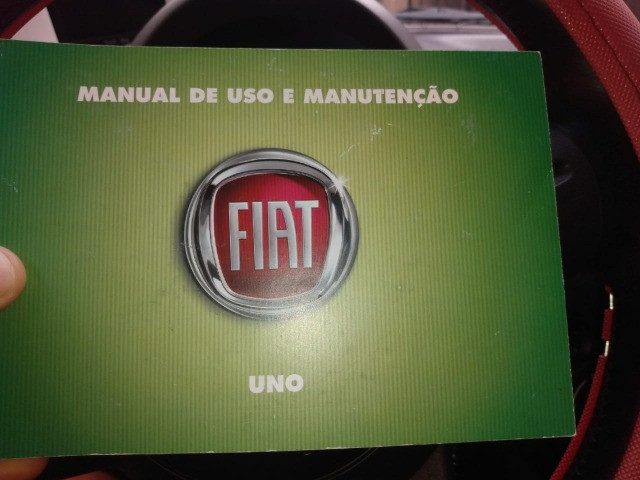 MANUAL DE USO E MANUTENÇÃO
FIAT
UNO